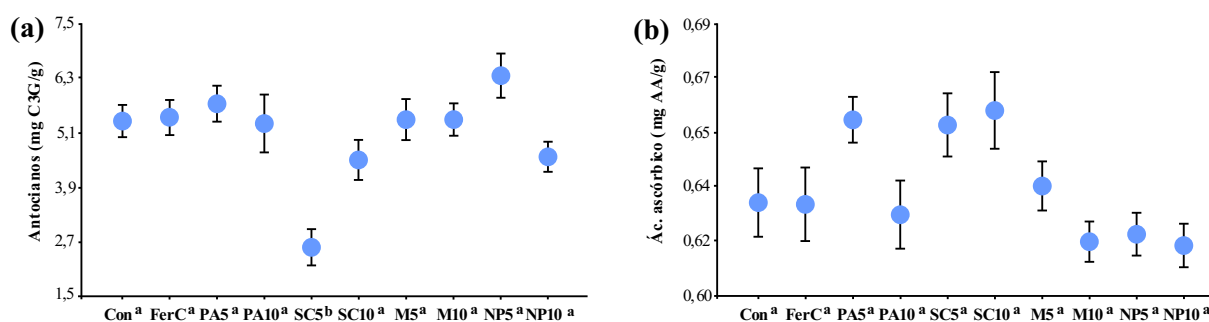 (a)
Antocianos (mg C3G/g)
7,5
6,3
5,1
3,9
2,7
1,5
Con a FerC a PA5 a PA10 a SC5 b SC10 a M5 a M10 a NP5 a NP10 a
(b)
Ác. ascórbico (mg AA/g)
0,69
0,67
0,65
0,64
0,62
0,60
Con a FerC a PA5 a PA10 a SC5 a SC10 a M5 a M10 a NP5 a NP10 a